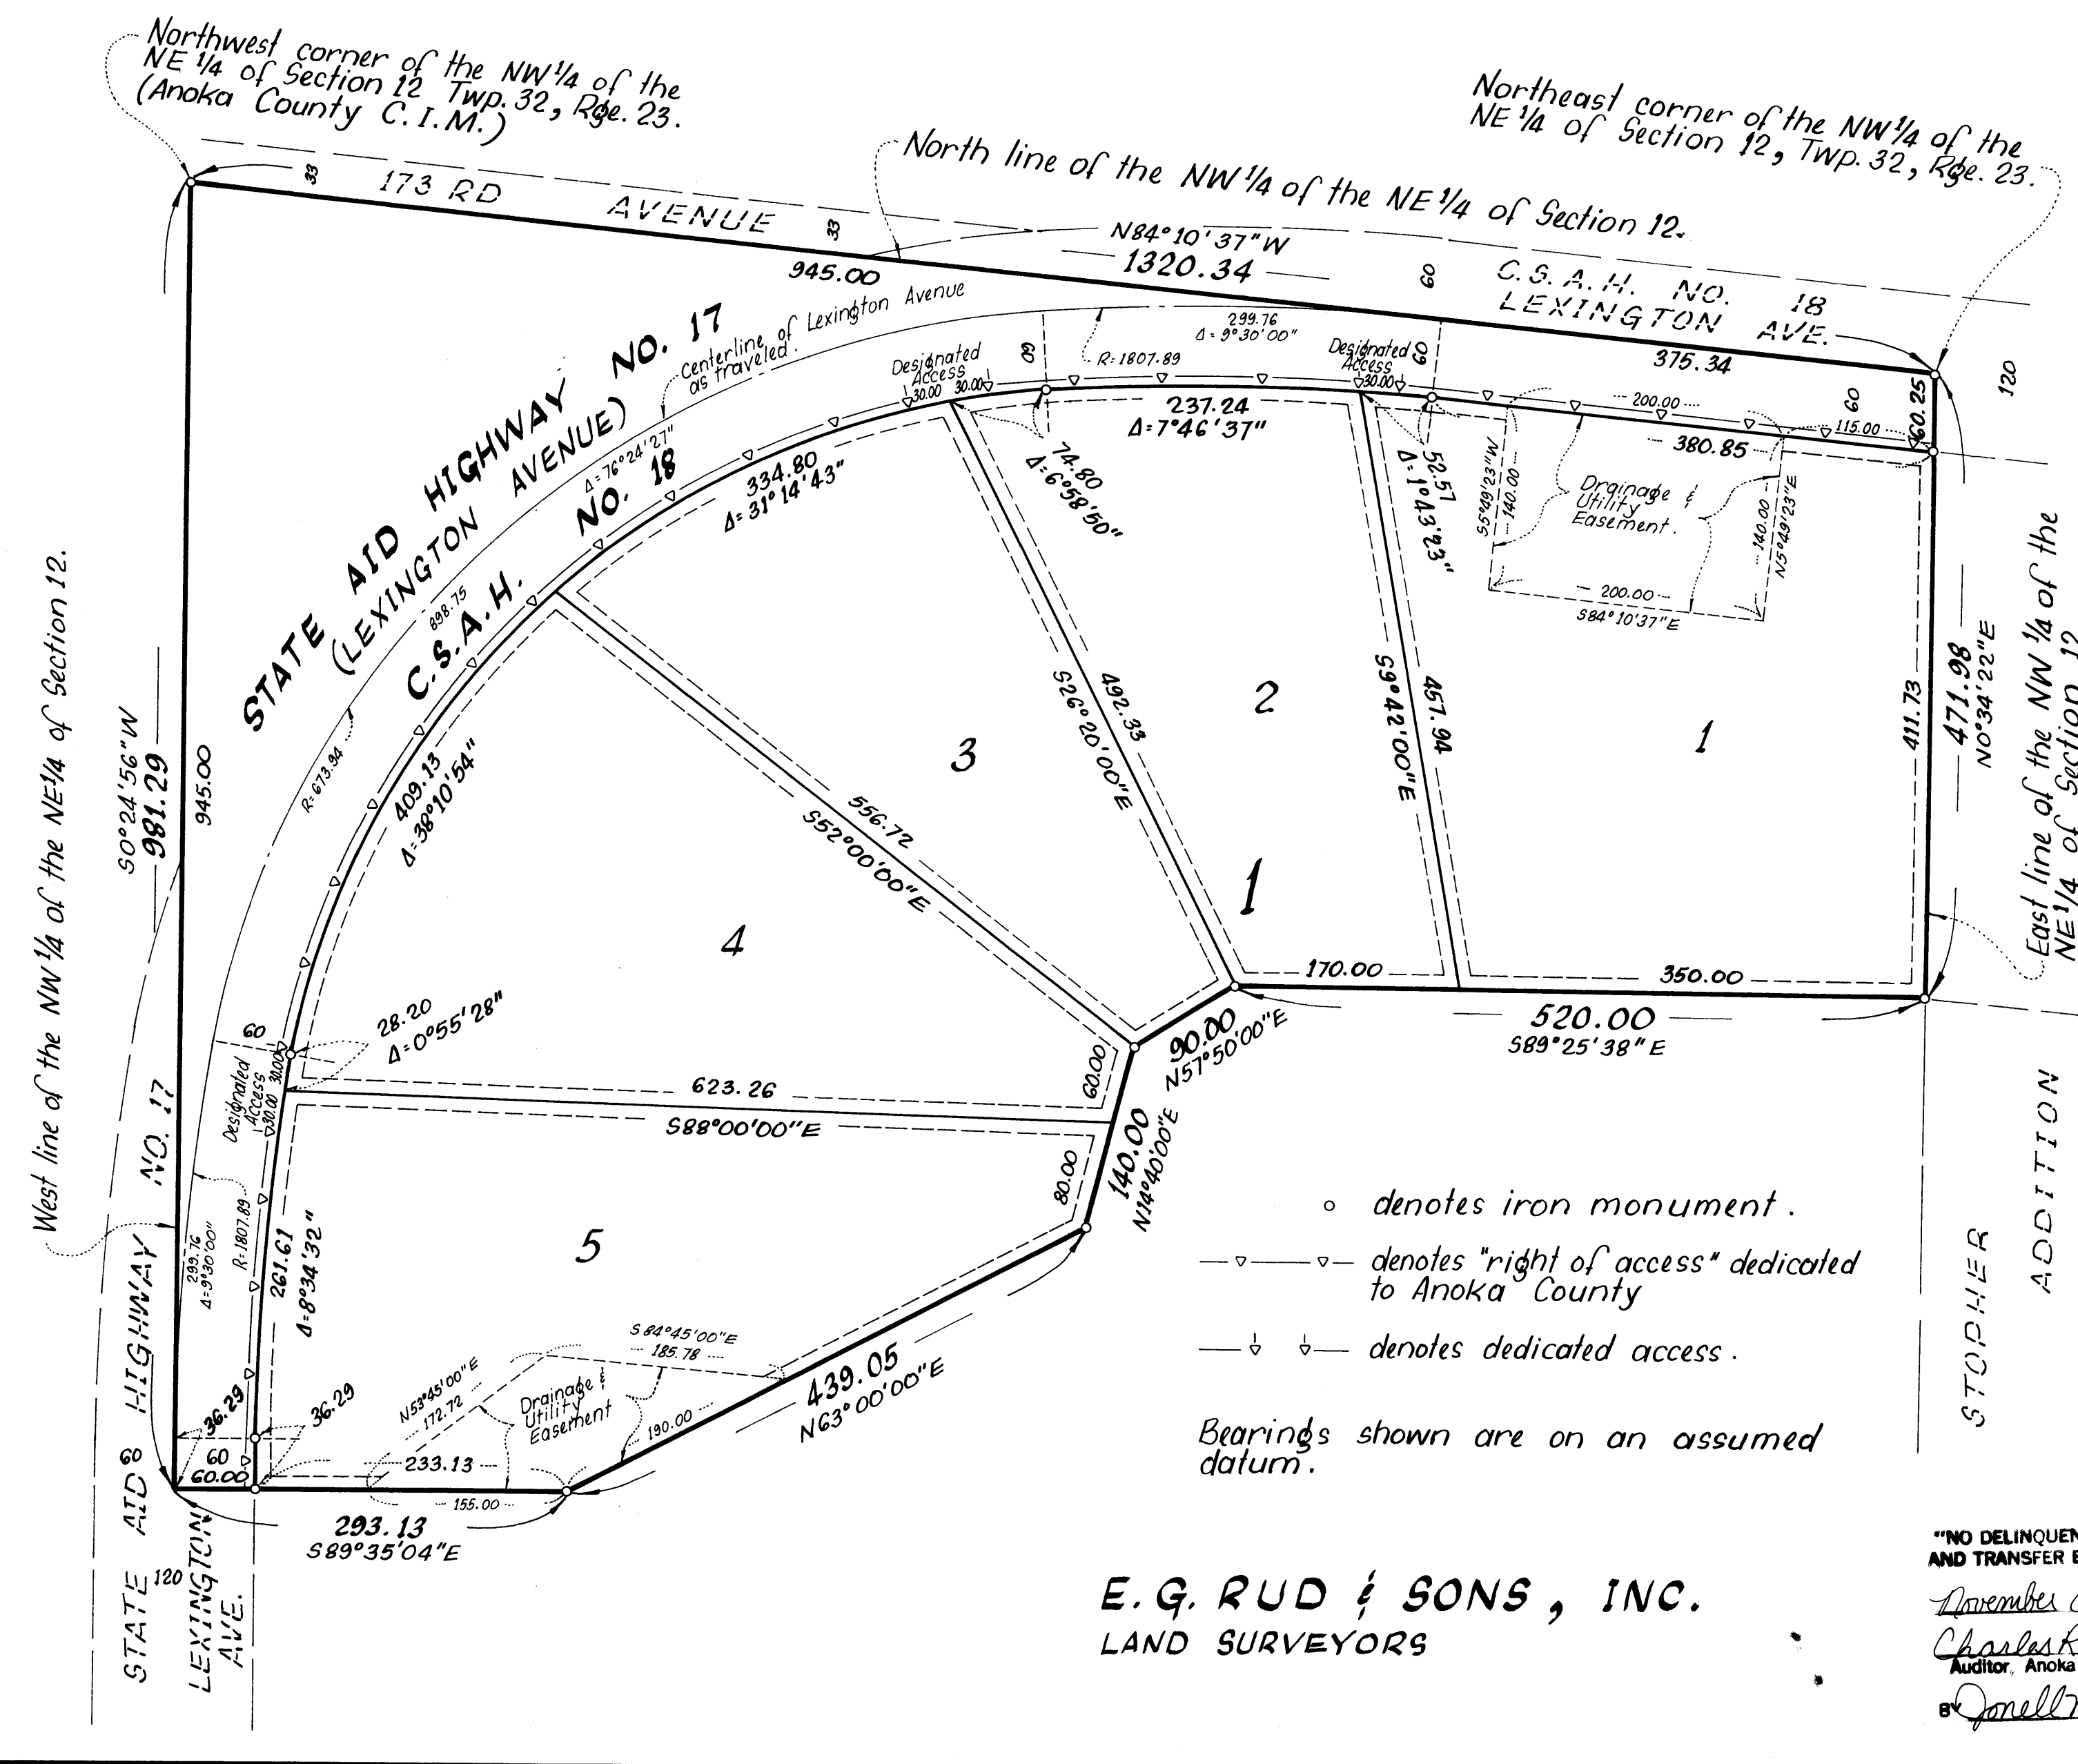 Northwest corner of the NW 1/4 of the
NE 1/4 of Section 12 Twp. 32, Rge. 23.
(Anoka County C.I.M.)
Northeast corner of the NW 1/4 of the
NE 1/4 of Section 12, Twp. 32, Rge. 23.
North line of the NW 1/4 of the NE 1/4 of Section 12.
33
173 RD AVENUE
33
N84°10'37"W
1320.34
945.00
60
C.S.A.H. NO. 18
LEXINGTON AVE.
375.34
120
60
60.25
STATE AID HIGHWAY NO. 17
(LEXINGTON AVENUE)
C.S.A.H. NO. 18
Centerline of Lexington Avenue
as traveled.
Δ=76°24'27"
898.75
R=673.94
Designated
Access
30.00 30.00
60
R=1807.89
299.76
Δ=9°30'00"
Designated
Access
30.00
60
237.24
Δ=7°46'37"
74.80
Δ=6°58'50"
52.57
Δ=1°43'23"
334.80
Δ=31°14'43"
409.13
Δ=38°10'54"
200.00
115.00
380.85
S5°49'23"W
140.00
Drainage &
Utility
Easement.
140.00
N5°49'23"E
200.00
S84°10'37"E
West line of the NW 1/4 of the NE 1/4 of Section 12.
S0°24'56"W
981.29
945.00
492.33
S26°20'00"E
457.94
S9°42'00"E
556.72
S52°00'00"E
3
2
1
4
1
5
411.73
471.98
N0°34'22"E
East line of the NW 1/4 of the
NE 1/4 of Section 12
170.00
350.00
520.00
S89°25'38"E
90.00
N57°50'00"E
60.00
140.00
N14°40'00"E
80.00
28.20
Δ=0°55'28"
60
Designated
Access
30.00 30.00
623.26
S88°00'00"E
R=1807.89
299.76
Δ=9°30'00"
261.61
Δ=8°34'32"
36.29
36.29
60
60
60.00
N53°45'00"E
172.72
S84°45'00"E
185.78
Drainage &
Utility
Easement
190.00
233.13
155.00
293.13
S89°35'04"E
439.05
N63°00'00"E
STATE AID HIGHWAY NO. 17
120
LEXINGTON
AVE.
STOPHER ADDITION
denotes iron monument.
denotes "right of access" dedicated
to Anoka County
denotes dedicated access.
Bearings shown are on an assumed
datum.
E.G. RUD & SONS, INC.
LAND SURVEYORS
"NO DELINQUEN
AND TRANSFER E
November
Charles R
Auditor, Anoka
BY Jonell